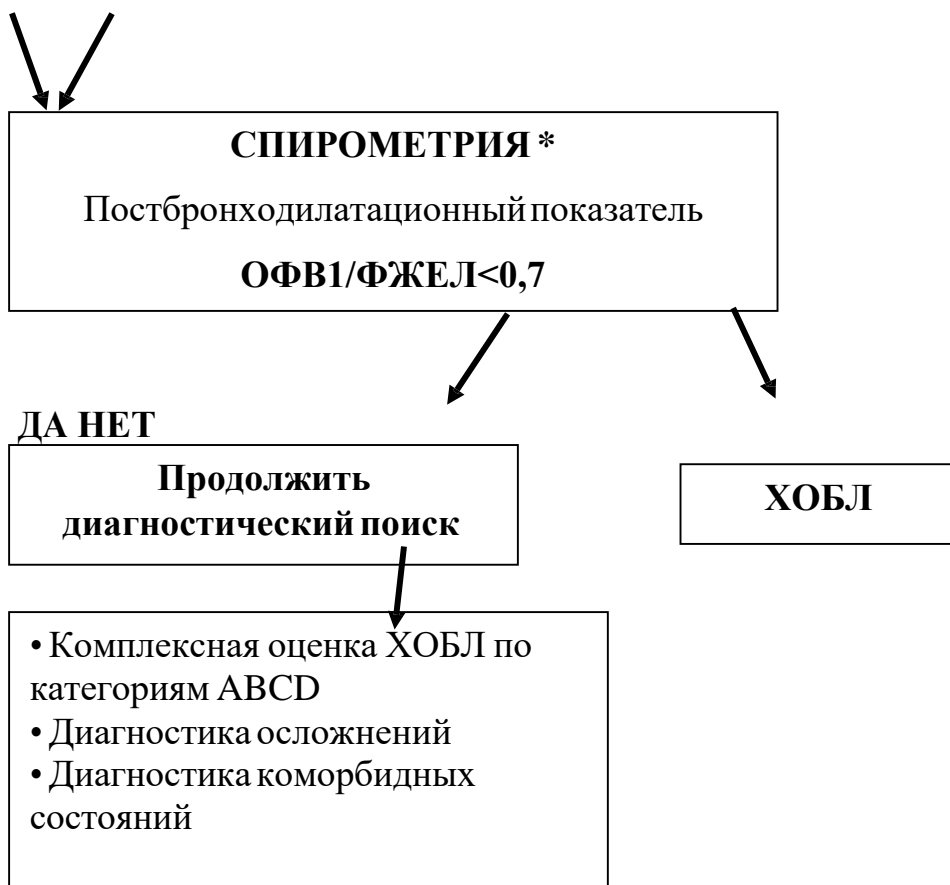 СПИРОМЕТРИЯ *
Постбронходилатационный показатель
ОФВ1/ФЖЕЛ<0,7
ДА НЕТ
Продолжить
диагностический поиск
ХОБЛ
• Комплексная оценка ХОБЛ по
категориям ABCD
• Диагностика осложнений
• Диагностика коморбидных
состояний